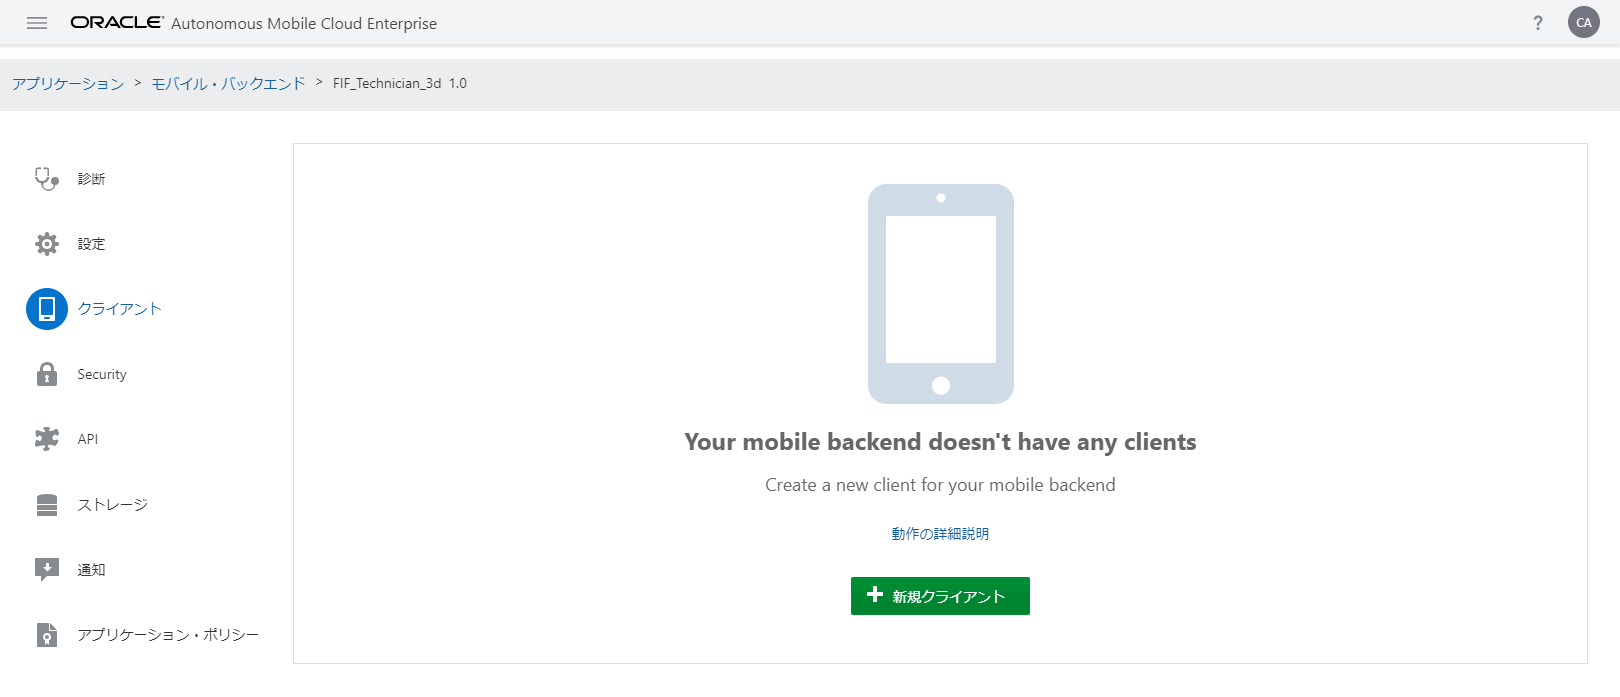 ORACLE Autonomous Mobile Cloud Enterprise
? CA
アプリケーション > モバイル・バックエンド > FIF_Technician_3d 1.0
診断
設定
クライアント
Security
API
ストレージ
通知
アプリケーション・ポリシー
Your mobile backend doesn't have any clients
Create a new client for your mobile backend
動作の詳細説明
新規クライアント